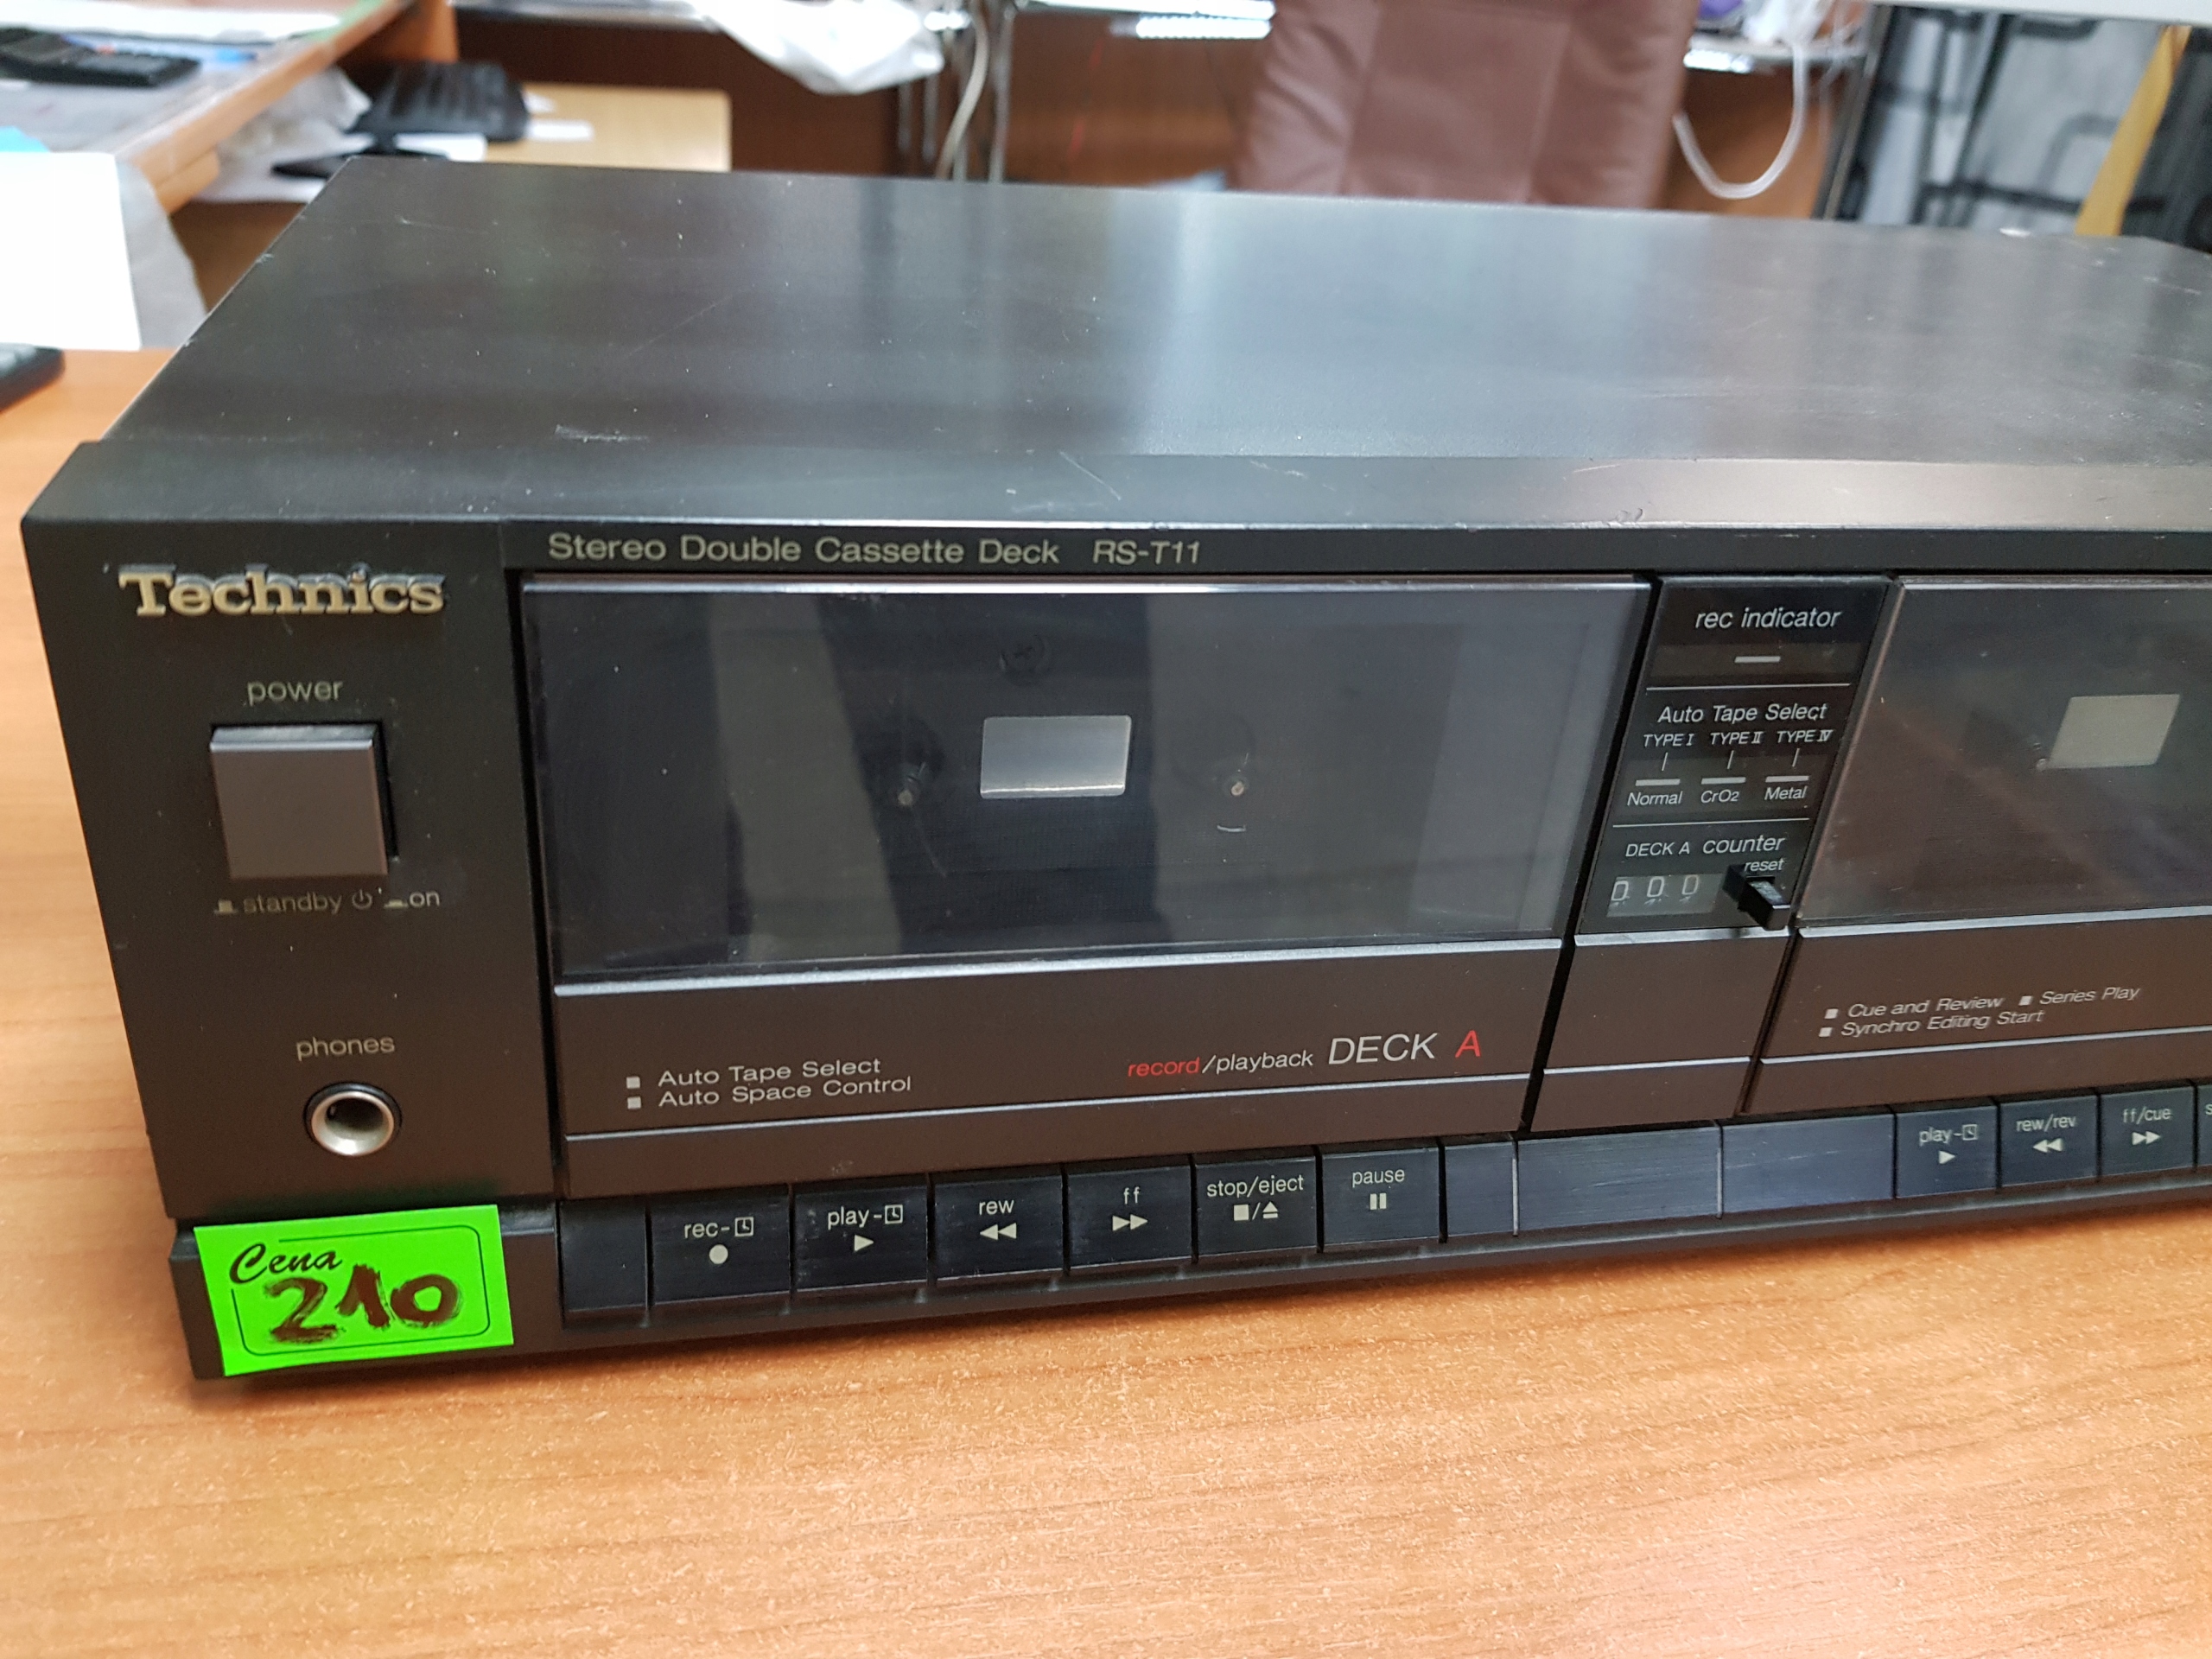 Stereo Double Cassette Deck RS-T11
Technics
power
standby on
phones
Cena
210
Auto Tape Select
Auto Space Control
record/playback DECK A
rec indicator
Auto Tape Select
TYPE I TYPE II TYPE IV
Normal CrO2 Metal
DECK A counter
reset
0 0 0
Cue and Review Series Play
Synchro Editing Start
rec-
play-
rew
ff
stop/eject
pause
play-
rew/rev
ff/cue